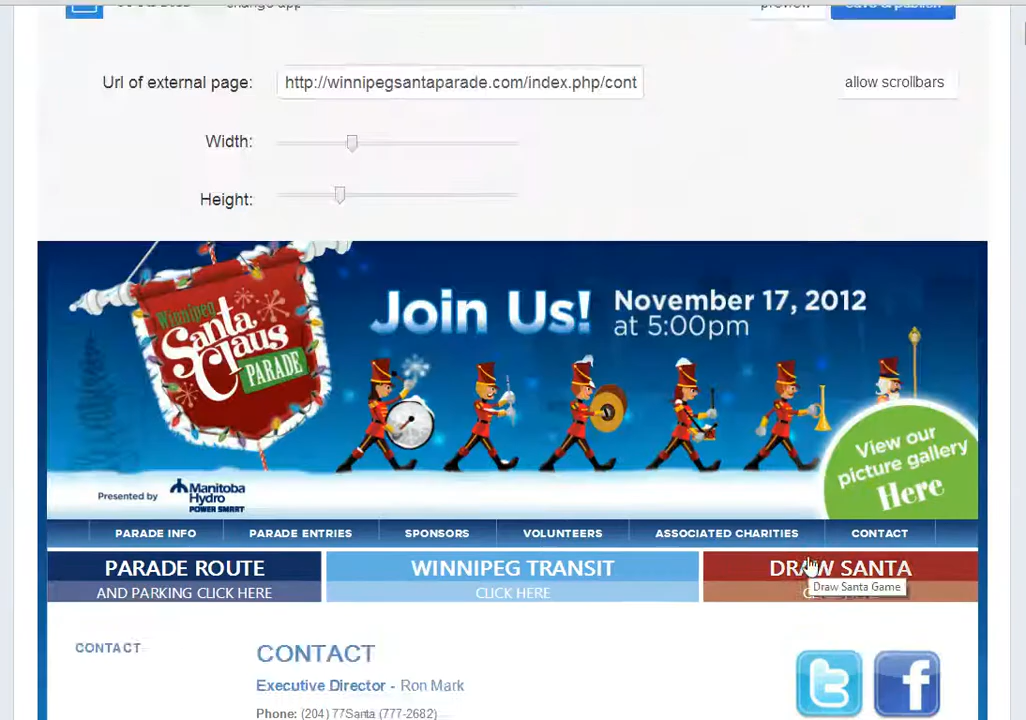 Url of external page:
http://winnipegsantaparade.com/index.php/cont
allow scrollbars
Width:
Height:
Winnipeg
Santa
Claus
PARADE
Join Us!
November 17, 2012
at 5:00pm
View our
picture gallery
Here
Presented by
Manitoba
Hydro
POWER SMART
PARADE INFO
PARADE ENTRIES
SPONSORS
VOLUNTEERS
ASSOCIATED CHARITIES
CONTACT
PARADE ROUTE
AND PARKING CLICK HERE
WINNIPEG TRANSIT
CLICK HERE
DRAW SANTA
Draw Santa Game
CONTACT
CONTACT
Executive Director - Ron Mark
Phone: (204) 77Santa (777-2682)